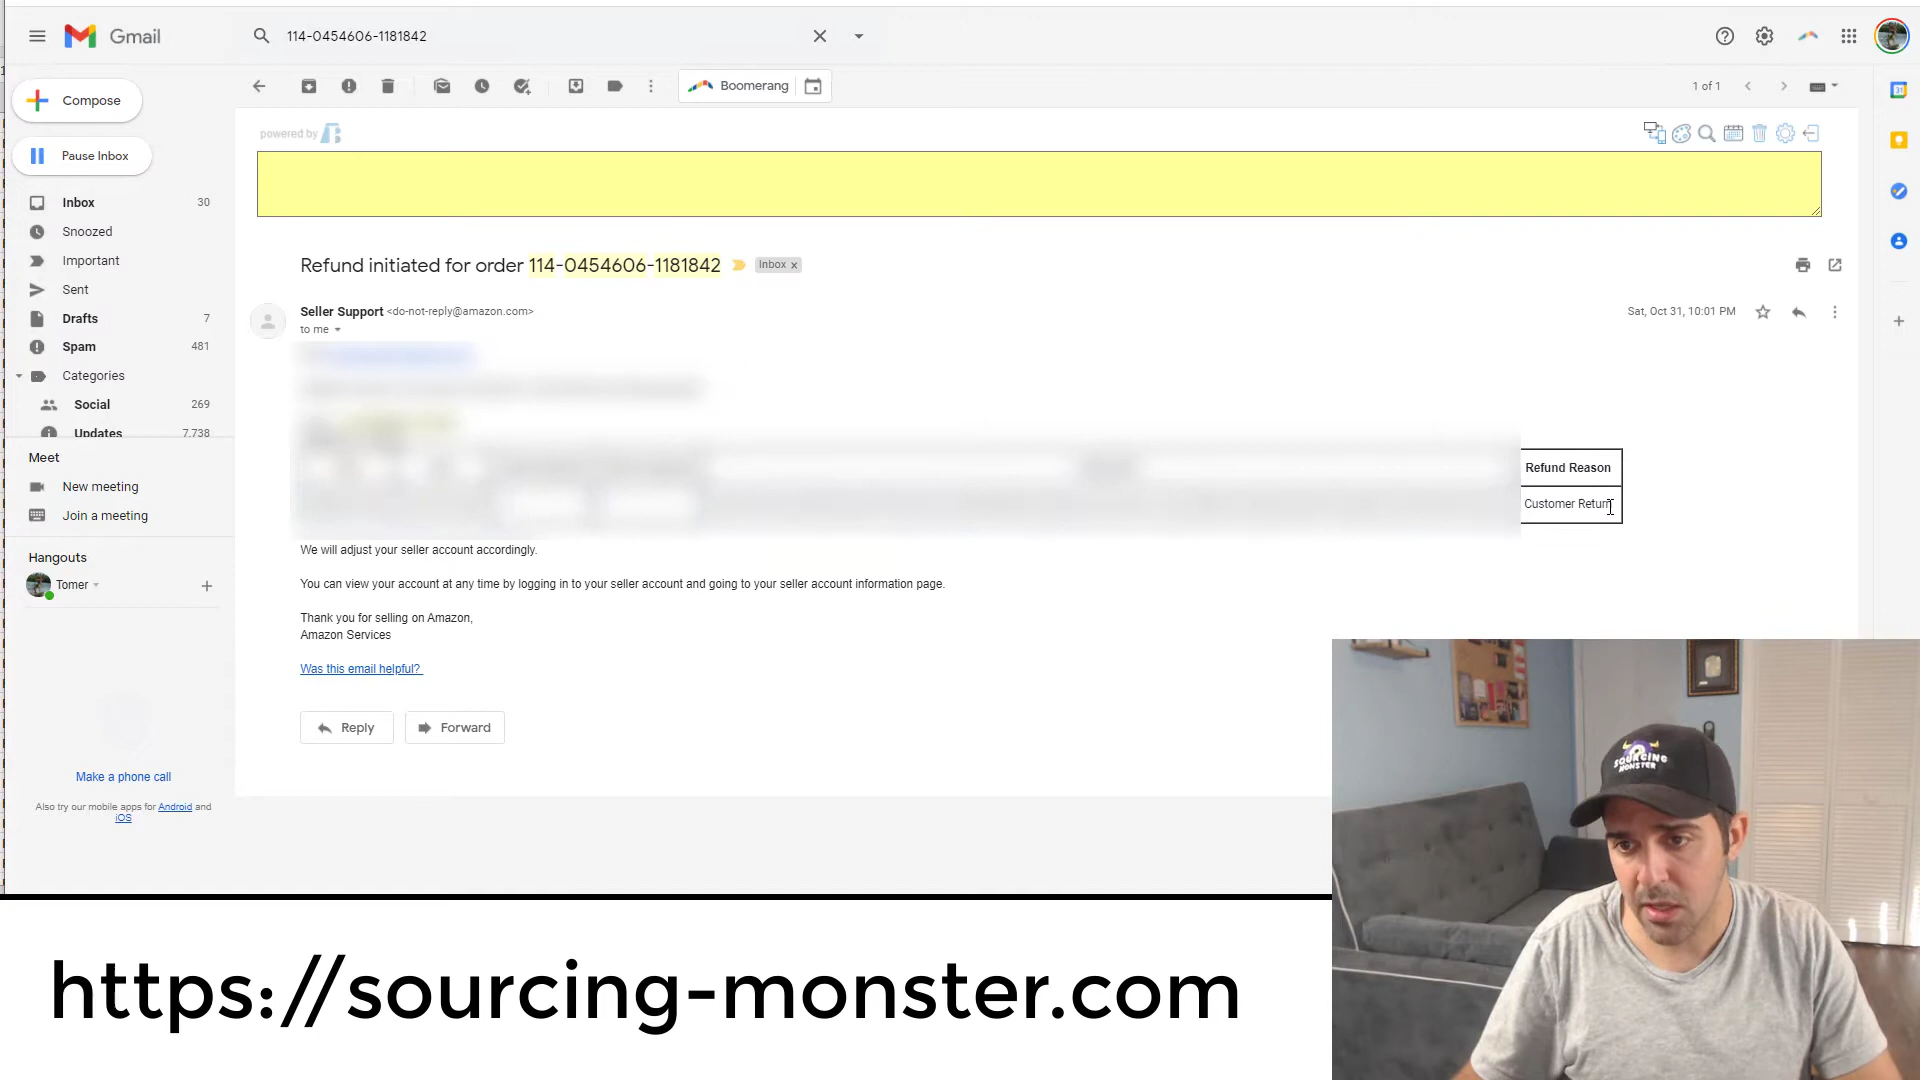 Gmail
114-0454606-1181842
Compose
Boomerang
1 of 1
Pause Inbox
powered by
Inbox 30
Snoozed
Important
Sent
Drafts 7
Spam 481
Categories
Social 269
Updates 7,738
Refund initiated for order 114-0454606-1181842
Inbox x
Seller Support <do-not-reply@amazon.com>
Sat, Oct 31, 10:01 PM
to me
Refund Reason
Customer Return
We will adjust your seller account accordingly.
You can view your account at any time by logging in to your seller account and going to your seller account information page.
Thank you for selling on Amazon,
Amazon Services
Was this email helpful?
Reply
Forward
Meet
New meeting
Join a meeting
Hangouts
Tomer
Make a phone call
Also try our mobile apps for Android and
iOS
SOURCING
MONSTER
https://sourcing-monster.com